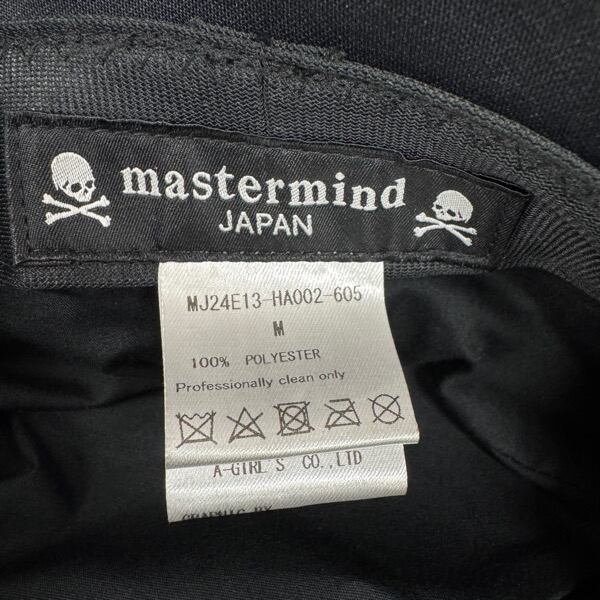 mastermind
JAPAN
MJ24E13-HA002-605
M
100% POLYESTER
Professionally clean only
A-GIRL'S CO.,LTD